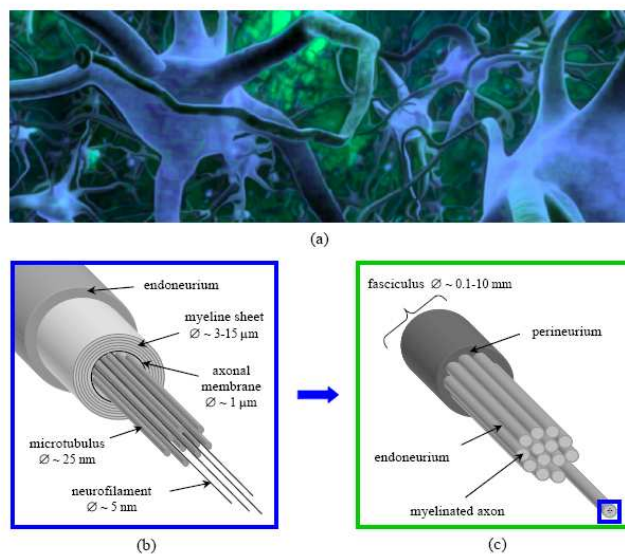 (a)
endoneurium
myeline sheet
Ø ~ 3-15 μm
axonal
membrane
Ø ~ 1 μm
microtubulus
Ø ~ 25 nm
neurofilament
Ø ~ 5 nm
(b)
fasciculus Ø ~ 0.1-10 mm
perineurium
endoneurium
myelinated axon
(c)